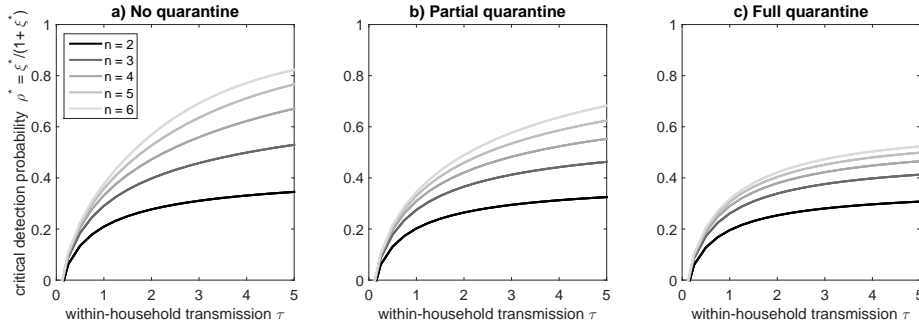 a) No quarantine
b) Partial quarantine
c) Full quarantine
critical detection probability ρ* = ξ*/(1+ ξ*)
1
0.8
0.6
0.4
0.2
0
n = 2
n = 3
n = 4
n = 5
n = 6
0 1 2 3 4 5
within-household transmission τ
1
0.8
0.6
0.4
0.2
0
0 1 2 3 4 5
within-household transmission τ
1
0.8
0.6
0.4
0.2
0
0 1 2 3 4 5
within-household transmission τ